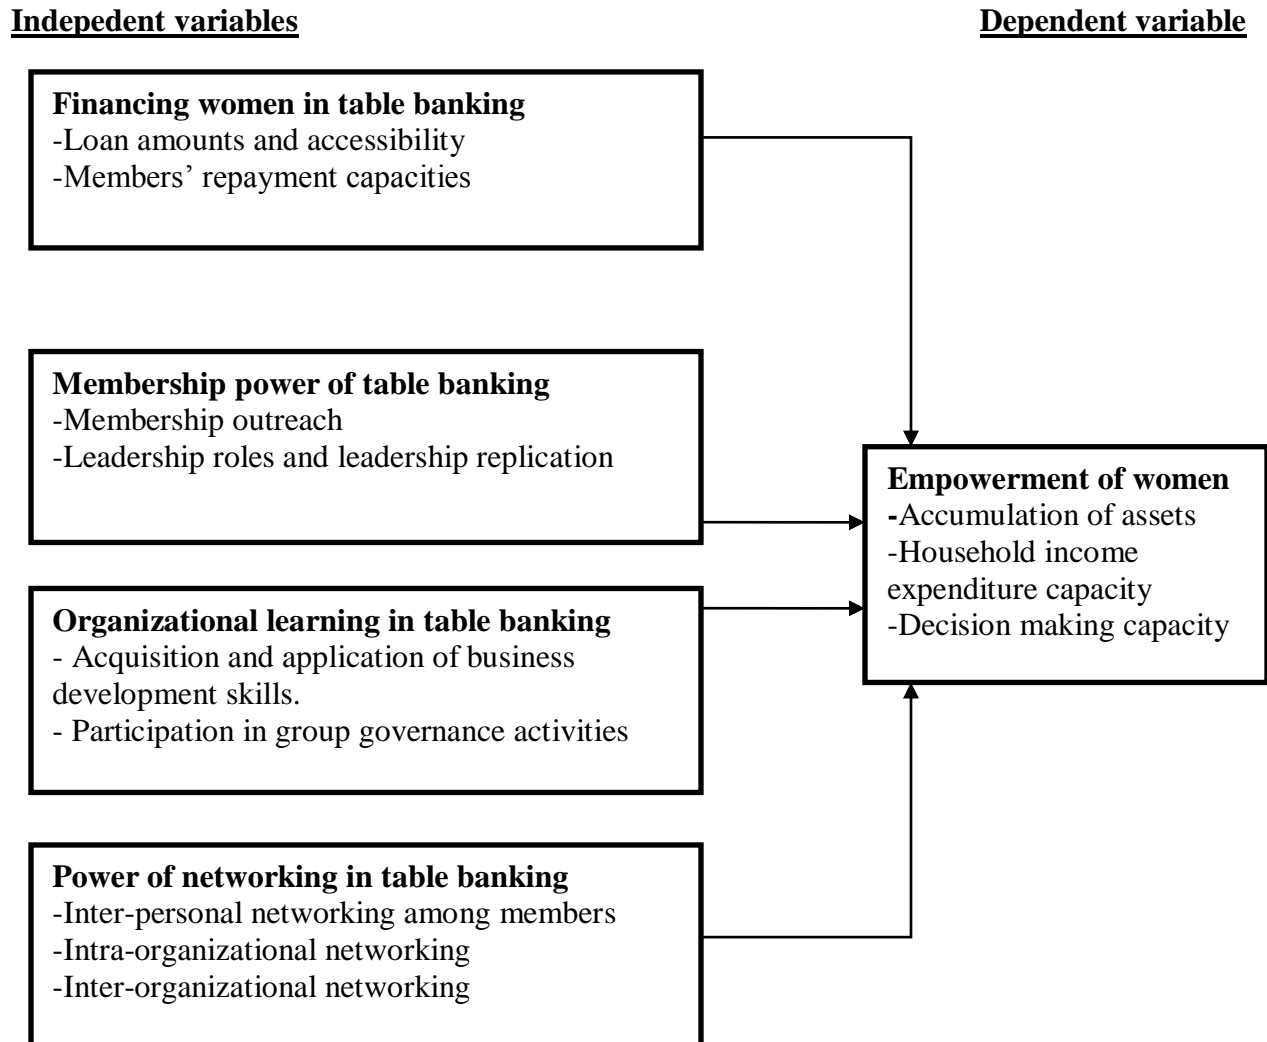 Indepedent variables
Dependent variable
Financing women in table banking
-Loan amounts and accessibility
-Members’ repayment capacities
Membership power of table banking
-Membership outreach
-Leadership roles and leadership replication
Organizational learning in table banking
- Acquisition and application of business
development skills.
- Participation in group governance activities
Power of networking in table banking
-Inter-personal networking among members
-Intra-organizational networking
-Inter-organizational networking
Empowerment of women
-Accumulation of assets
-Household income
expenditure capacity
-Decision making capacity